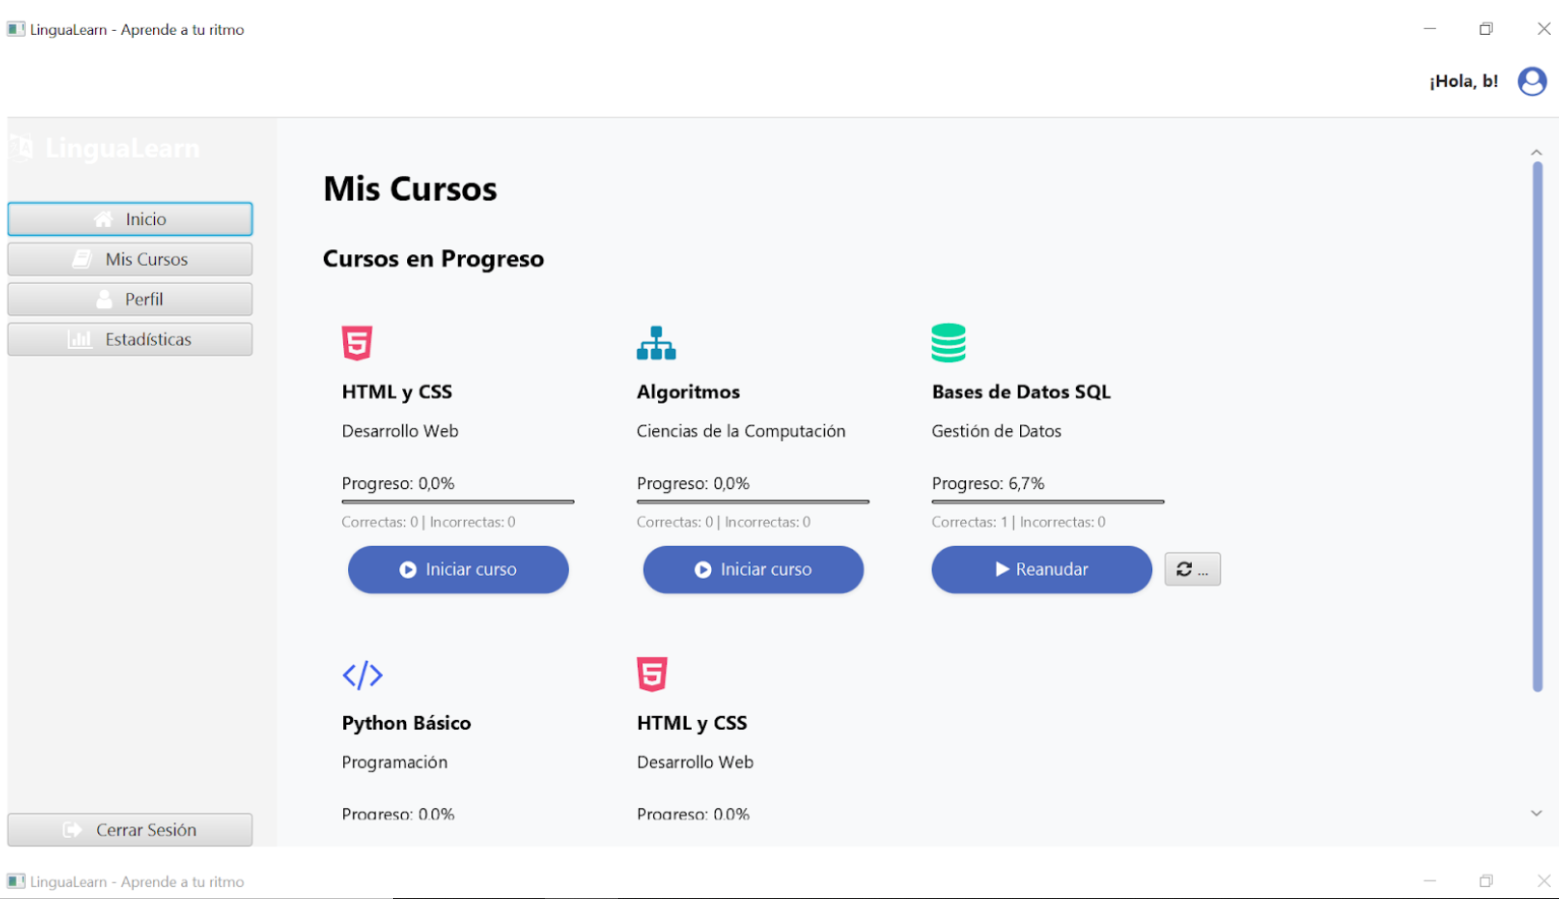 LinguaLearn - Aprende a tu ritmo
¡Hola, b!
LinguaLearn
Inicio
Mis Cursos
Perfil
Estadísticas
Cerrar Sesión
Mis Cursos
Cursos en Progreso
HTML y CSS
Desarrollo Web
Progreso: 0,0%
Correctas: 0 | Incorrectas: 0
Iniciar curso
Algoritmos
Ciencias de la Computación
Progreso: 0,0%
Correctas: 0 | Incorrectas: 0
Iniciar curso
Bases de Datos SQL
Gestión de Datos
Progreso: 6,7%
Correctas: 1 | Incorrectas: 0
Reanudar
...
Python Básico
Programación
Progreso: 0,0%
HTML y CSS
Desarrollo Web
Progreso: 0,0%
LinguaLearn - Aprende a tu ritmo